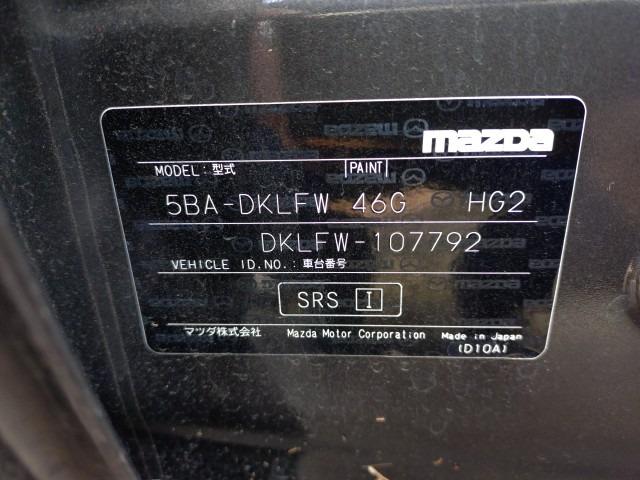 mazda
MODEL:型式 PAINT
5BA-DKLFW 46G HG2
DKLFW-107792
VEHICLE ID.NO.:車台番号
SRS I
マツダ株式会社 Mazda Motor Corporation Made in Japan
(D10A)